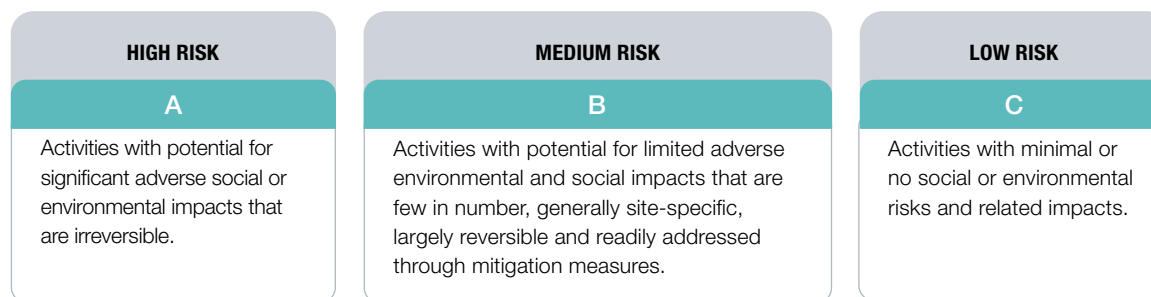 HIGH RISK
A
Activities with potential for
significant adverse social or
environmental impacts that
are irreversible.
MEDIUM RISK
B
Activities with potential for limited adverse
environmental and social impacts that are
few in number, generally site-specific,
largely reversible and readily addressed
through mitigation measures.
LOW RISK
C
Activities with minimal or
no social or environmental
risks and related impacts.